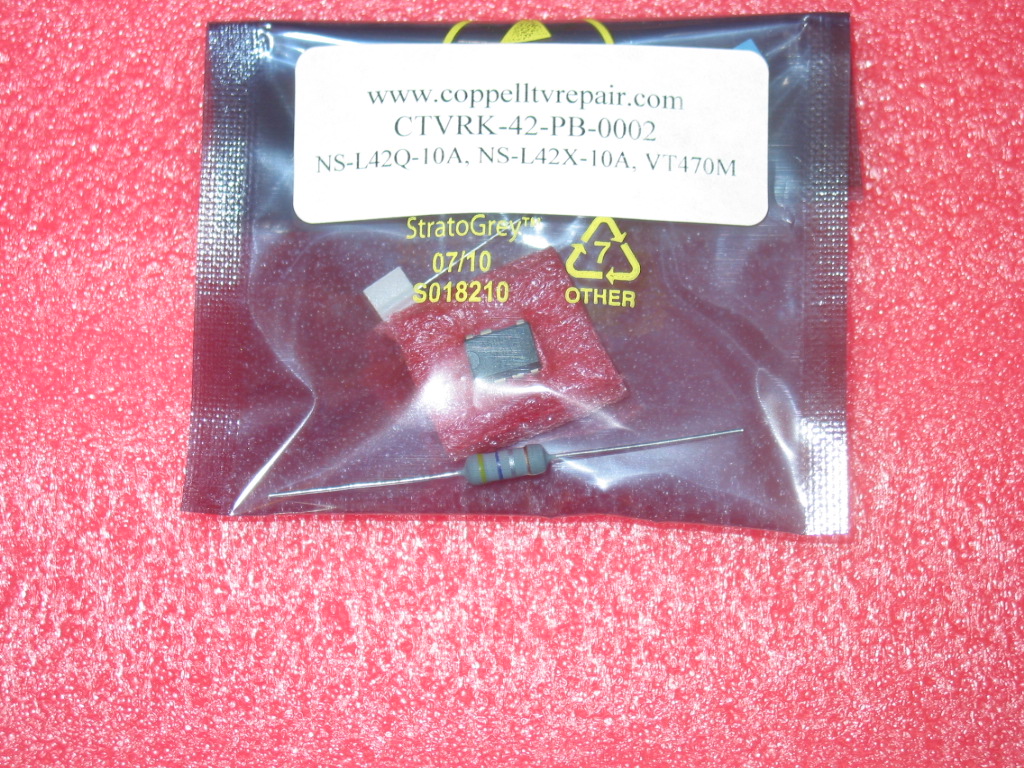 www.coppelltvrepair.com
CTVRK-42-PB-0002
NS-L42Q-10A, NS-L42X-10A, VT470M
StratoGrey™
07/10
S018210
7
OTHER